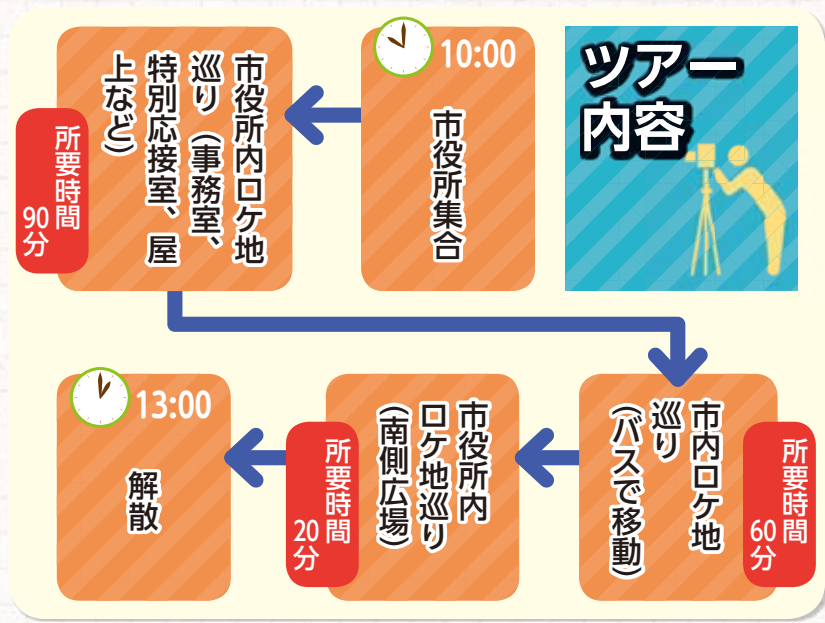 ツアー
内容
10:00
市役所集合
市役所内ロケ地
巡り（事務室、
特別応接室、屋
上など）
所要時間
90分
市内ロケ地
巡り
（バスで移動）
所要時間
60分
市役所内
ロケ地巡り
（南側広場）
所要時間
20分
13:00
解散